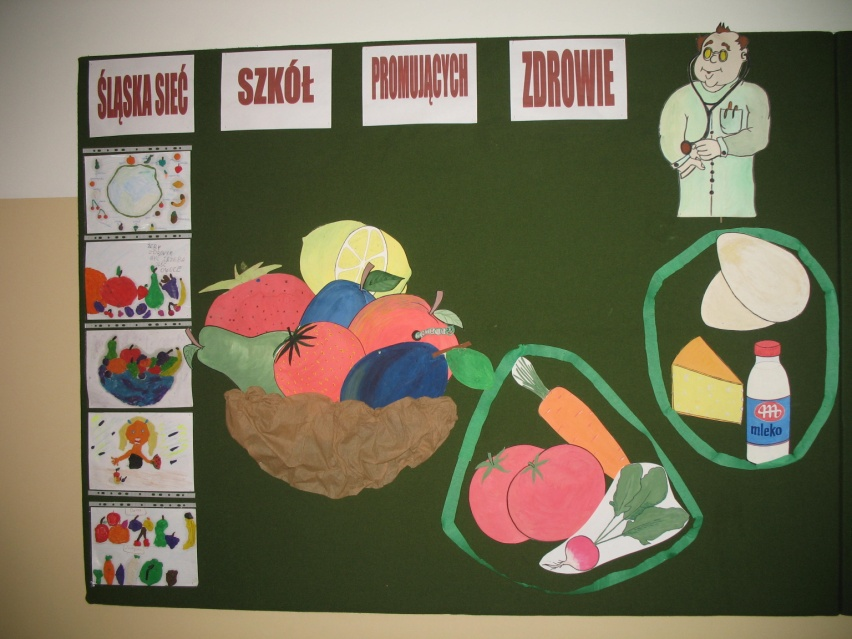 ŚLĄSKA SIEĆ
SZKÓŁ
PROMUJĄCYCH
ZDROWIE
mleko